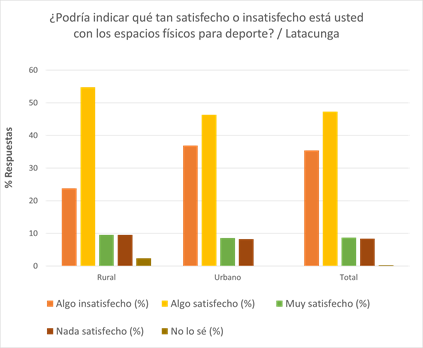 ¿Podría indicar qué tan satisfecho o insatisfecho está usted
con los espacios físicos para deporte? / Latacunga
% Respuestas
60
50
40
30
20
10
0
Rural
Urbano
Total
Algo insatisfecho (%)
Algo satisfecho (%)
Muy satisfecho (%)
Nada satisfecho (%)
No lo sé (%)